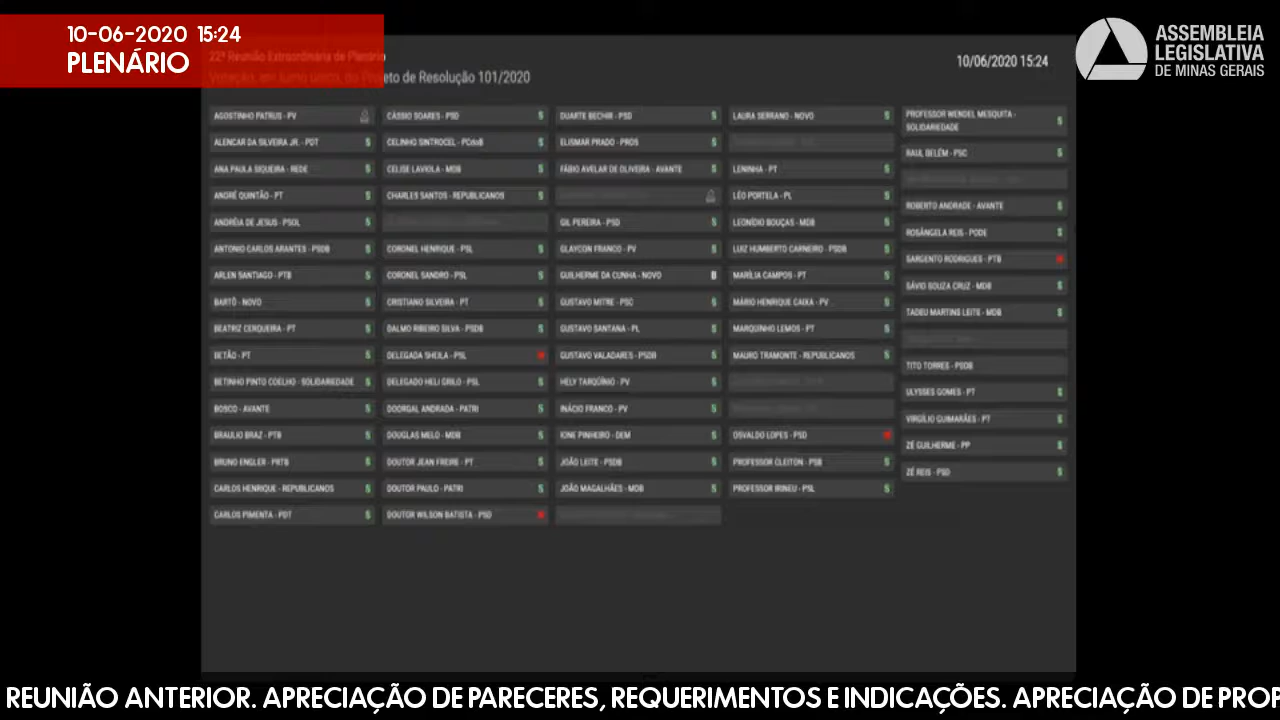 10-06-2020 15:24
PLENÁRIO
22ª Reunião Extraordinária de Plenário
Votação, em turno único, do Projeto de Resolução 101/2020
10/06/2020 15:24
ASSEMBLEIA
LEGISLATIVA
DE MINAS GERAIS
AGOSTINHO PATRUS - PV
ALENCAR DA SILVEIRA JR. - PDT S
ANA PAULA SIQUEIRA - REDE S
ANDRÉ QUINTÃO - PT S
ANDRÉIA DE JESUS - PSOL S
ANTONIO CARLOS ARANTES - PSDB S
ARLEN SANTIAGO - PTB S
BARTÔ - NOVO S
BEATRIZ CERQUEIRA - PT S
BETÃO - PT S
BETINHO PINTO COELHO - SOLIDARIEDADE S
BOSCO - AVANTE S
BRAULIO BRAZ - PTB S
BRUNO ENGLER - PRTB S
CARLOS HENRIQUE - REPUBLICANOS S
CARLOS PIMENTA - PDT S
CÁSSIO SOARES - PSD S
CELINHO SINTROCEL - PCdoB S
CELISE LAVIOLA - MDB S
CHARLES SANTOS - REPUBLICANOS S
CORONEL HENRIQUE - PSL S
CORONEL SANDRO - PSL S
CRISTIANO SILVEIRA - PT S
DALMO RIBEIRO SILVA - PSDB S
DELEGADA SHEILA - PSL
DELEGADO HELI GRILO - PSL S
DOORGAL ANDRADA - PATRI S
DOUGLAS MELO - MDB S
DOUTOR JEAN FREIRE - PT S
DOUTOR PAULO - PATRI S
DOUTOR WILSON BATISTA - PSD
DUARTE BECHIR - PSD S
ELISMAR PRADO - PROS S
FÁBIO AVELAR DE OLIVEIRA - AVANTE S
GIL PEREIRA - PSD S
GLAYCON FRANCO - PV S
GUILHERME DA CUNHA - NOVO B
GUSTAVO MITRE - PSC S
GUSTAVO SANTANA - PL S
GUSTAVO VALADARES - PSDB S
HELY TARQÜÍNIO - PV S
INÁCIO FRANCO - PV S
IONE PINHEIRO - DEM S
JOÃO LEITE - PSDB S
JOÃO MAGALHÃES - MDB S
LAURA SERRANO - NOVO S
LENINHA - PT S
LÉO PORTELA - PL S
LEONÍDIO BOUÇAS - MDB S
LUIZ HUMBERTO CARNEIRO - PSDB S
MARÍLIA CAMPOS - PT S
MÁRIO HENRIQUE CAIXA - PV S
MARQUINHO LEMOS - PT S
MAURO TRAMONTE - REPUBLICANOS S
OSVALDO LOPES - PSD
PROFESSOR CLEITON - PSB S
PROFESSOR IRINEU - PSL S
PROFESSOR WENDEL MESQUITA -
SOLIDARIEDADE S
RAUL BELÉM - PSC S
ROBERTO ANDRADE - AVANTE S
ROSÂNGELA REIS - PODE S
SARGENTO RODRIGUES - PTB
SÁVIO SOUZA CRUZ - MDB S
TADEU MARTINS LEITE - MDB S
TITO TORRES - PSDB
ULYSSES GOMES - PT S
VIRGÍLIO GUIMARÃES - PT S
ZÉ GUILHERME - PP S
ZÉ REIS - PSD S
REUNIÃO ANTERIOR. APRECIAÇÃO DE PARECERES, REQUERIMENTOS E INDICAÇÕES. APRECIAÇÃO DE PROP